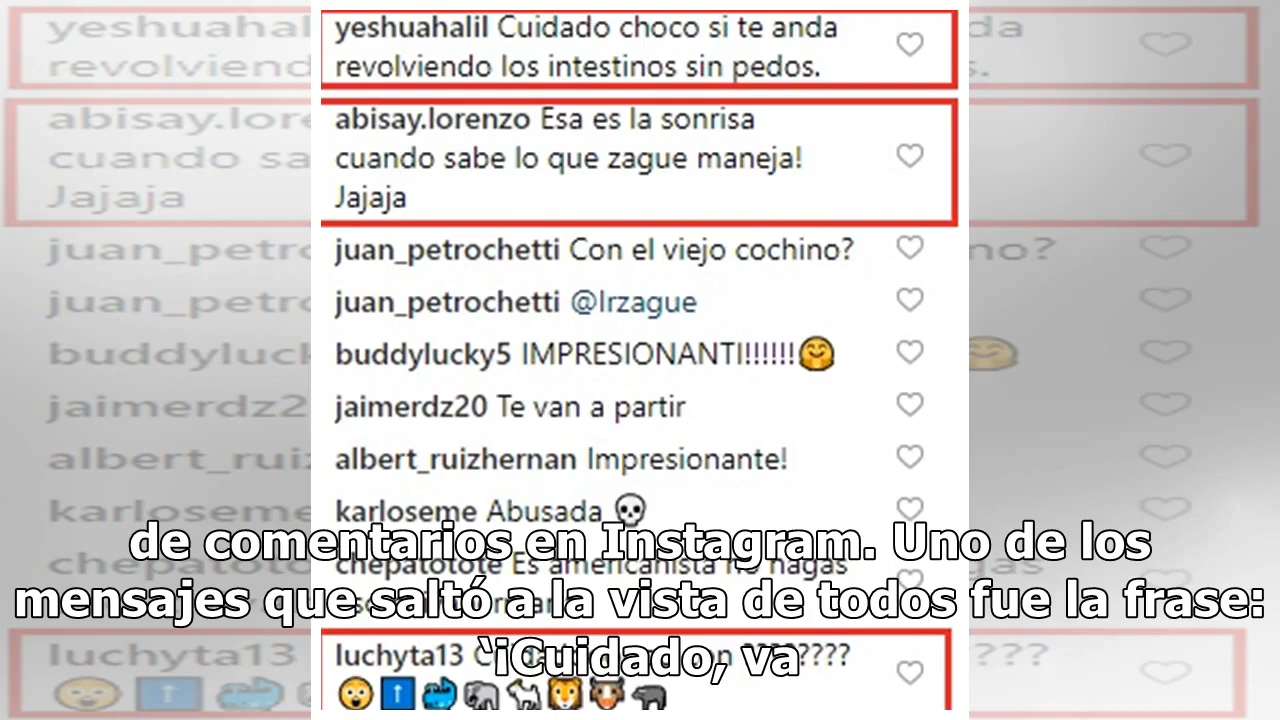 yeshuahalil Cuidado choco si te anda
revolviendo los intestinos sin pedos.
abisay.lorenzo Esa es la sonrisa
cuando sabe lo que zague maneja!
Jajaja
juan_petrochetti Con el viejo cochino?
juan_petrochetti @lrzague
buddylucky5 IMPRESIONANTI!!!!!!🤗
jaimerdz20 Te van a partir
albert_ruizhernan Impresionante!
karloseme Abusada 💀
de comentarios en Instagram. Uno de los
chepatotote Es americanista no hagas
mensajes que saltó a la vista de todos fue la frase:
luchyta13
‘¡Cuidado, va